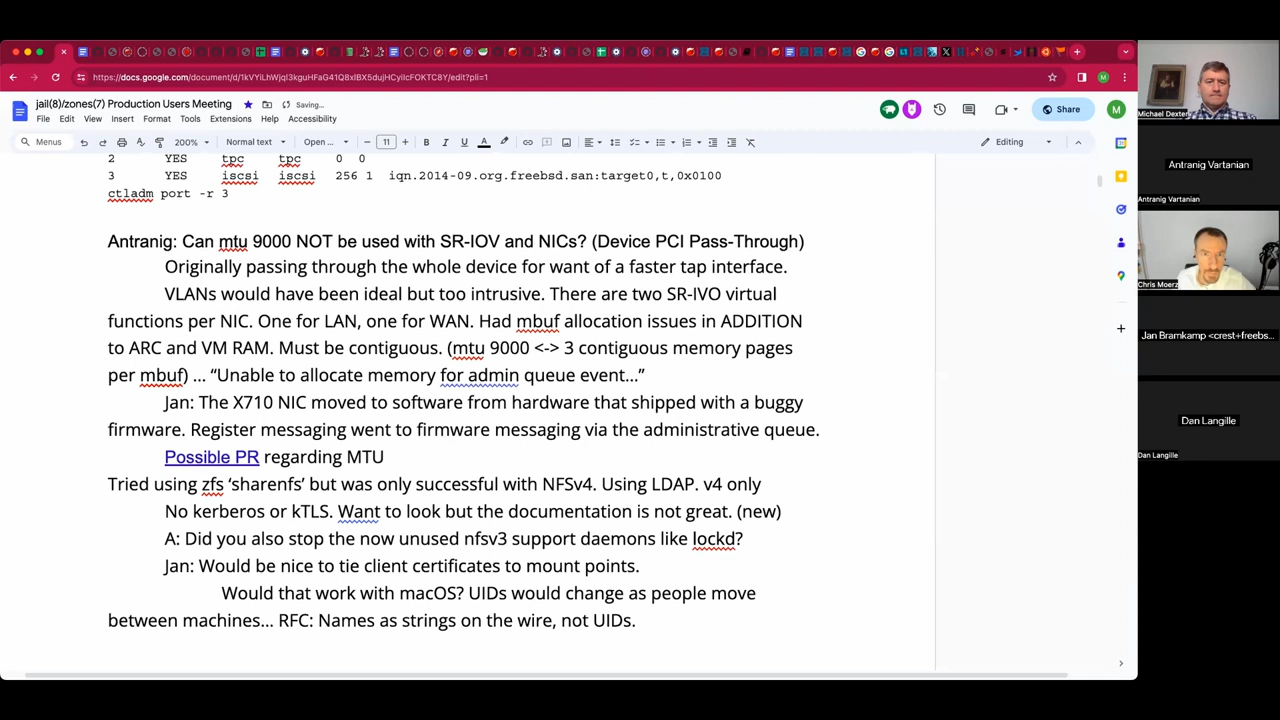 https://docs.google.com/document/d/1kVYiLhWjqI3kguHFaG41Q8xlBX5dujHCyiIcFOKTC8Y/edit?pli=1
jail(8)/zones(7) Production Users Meeting
Saving...
File Edit View Insert Format Tools Extensions Help Accessibility
Share
M
M
Menus
200%
Normal text
Open ...
11
B I U A
Editing
2 YES tpc tpc 0 0
3 YES iscsi iscsi 256 1 iqn.2014-09.org.freebsd.san:target0,t,0x0100
ctladm port -r 3
Antranig: Can mtu 9000 NOT be used with SR-IOV and NICs? (Device PCI Pass-Through)
Originally passing through the whole device for want of a faster tap interface.
VLANs would have been ideal but too intrusive. There are two SR-IVO virtual
functions per NIC. One for LAN, one for WAN. Had mbuf allocation issues in ADDITION
to ARC and VM RAM. Must be contiguous. (mtu 9000 <-> 3 contiguous memory pages
per mbuf) ... “Unable to allocate memory for admin queue event...”
Jan: The X710 NIC moved to software from hardware that shipped with a buggy
firmware. Register messaging went to firmware messaging via the administrative queue.
Possible PR regarding MTU
Tried using zfs ‘sharenfs’ but was only successful with NFSv4. Using LDAP. v4 only
No kerberos or kTLS. Want to look but the documentation is not great. (new)
A: Did you also stop the now unused nfsv3 support daemons like lockd?
Jan: Would be nice to tie client certificates to mount points.
Would that work with macOS? UIDs would change as people move
between machines... RFC: Names as strings on the wire, not UIDs.
Michael Dexter
Antranig Vartanian
Antranig Vartanian
Chris Moerz
Jan Bramkamp <crest+freebs...
Dan Langille
Dan Langille